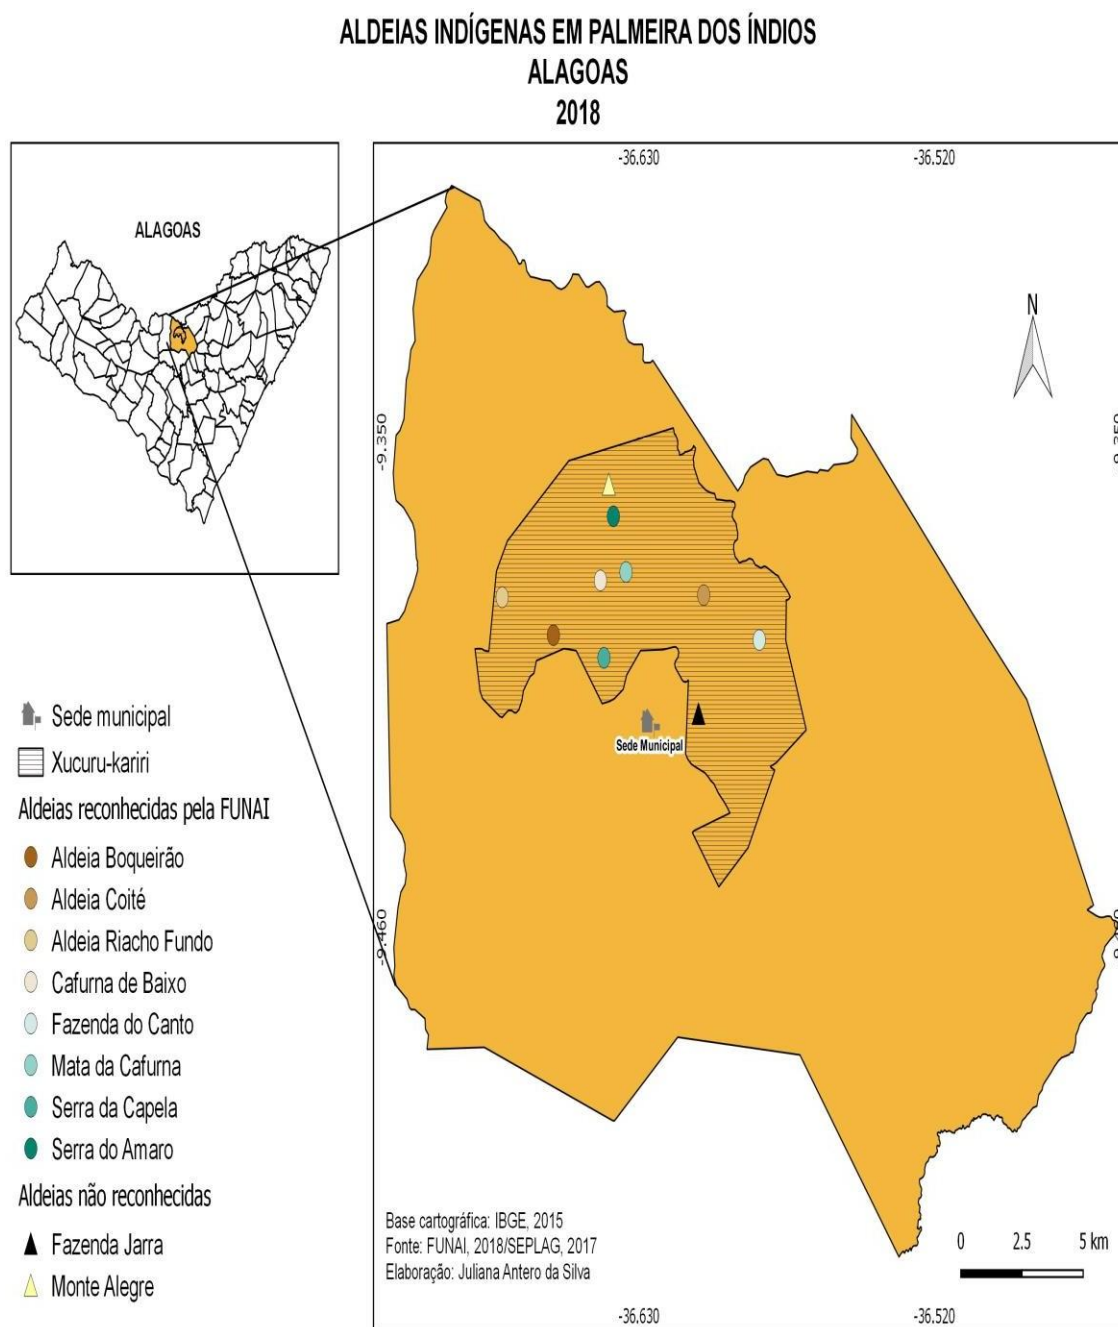 ALDEIAS INDÍGENAS EM PALMEIRA DOS ÍNDIOS
ALAGOAS
2018
-36.630
-36.520
ALAGOAS
N
-9.350
-9.350
Sede Municipal
Sede municipal
Xucuru-kariri
Aldeias reconhecidas pela FUNAI
Aldeia Boqueirão
Aldeia Coité
Aldeia Riacho Fundo
Cafurna de Baixo
Fazenda do Canto
Mata da Cafurna
Serra da Capela
Serra do Amaro
Aldeias não reconhecidas
Fazenda Jarra
Monte Alegre
-9.460
-9.460
Base cartográfica: IBGE, 2015
Fonte: FUNAI, 2018/SEPLAG, 2017
Elaboração: Juliana Antero da Silva
0 2.5 5 km
-36.630
-36.520